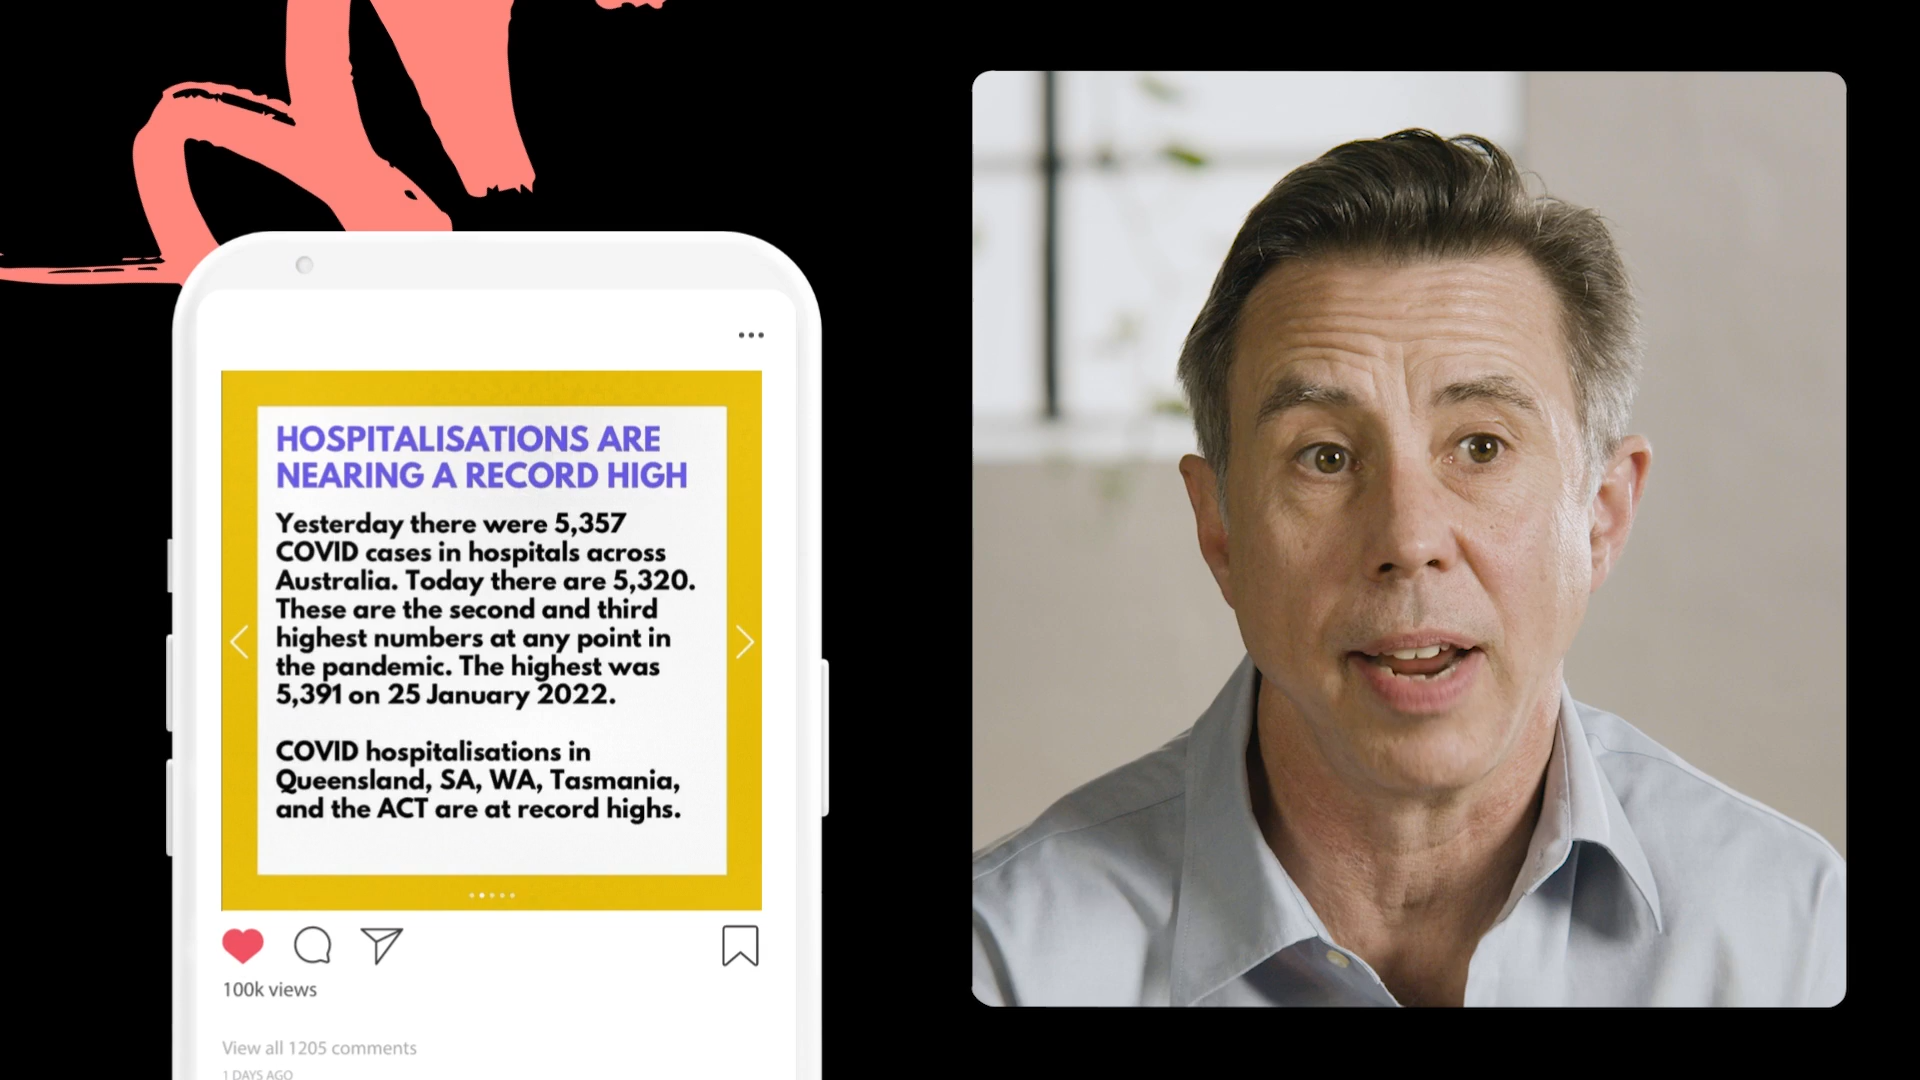 HOSPITALISATIONS ARE
NEARING A RECORD HIGH
Yesterday there were 5,357
COVID cases in hospitals across
Australia. Today there are 5,320.
These are the second and third
highest numbers at any point in
the pandemic. The highest was
5,391 on 25 January 2022.
COVID hospitalisations in
Queensland, SA, WA, Tasmania,
and the ACT are at record highs.
100k views
View all 1205 comments
1 DAYS AGO